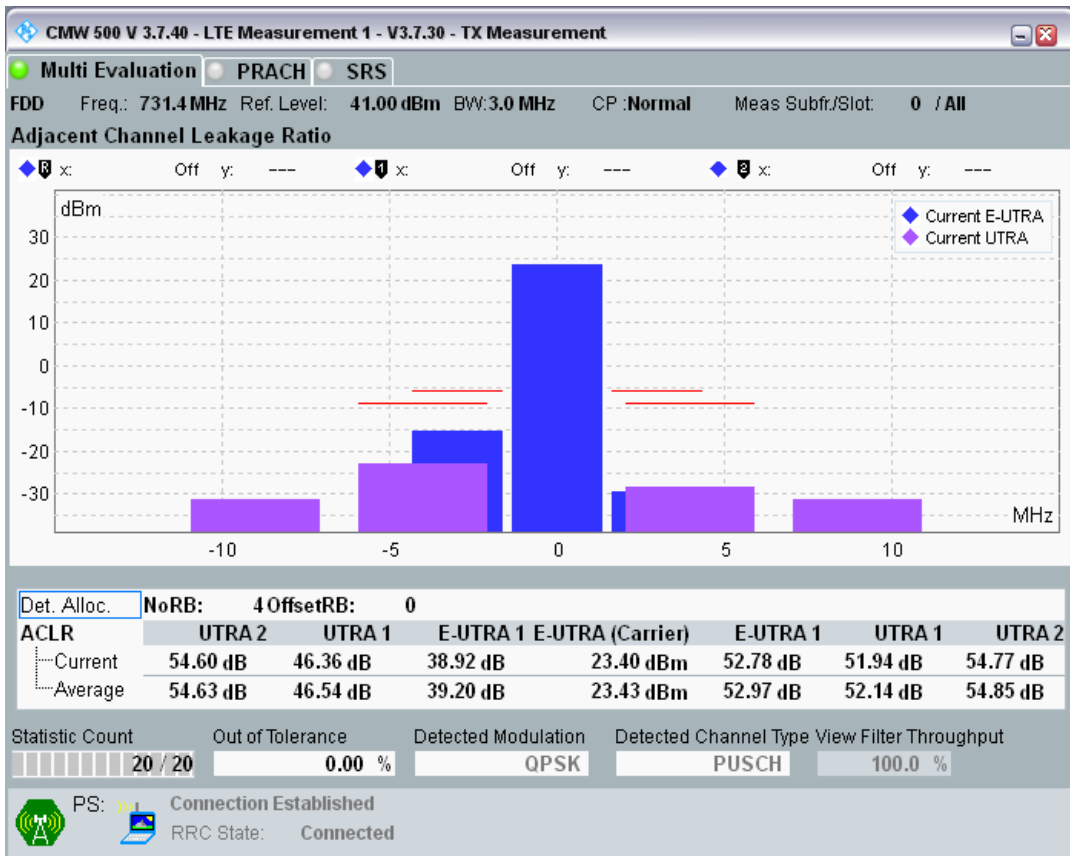 CMW 500 V 3.7.40 - LTE Measurement 1 - V3.7.30 - TX Measurement
Multi Evaluation PRACH SRS
FDD Freq.: 731.4 MHz Ref. Level: 41.00 dBm BW: 3.0 MHz CP : Normal Meas Subfr./Slot: 0 / All
Adjacent Channel Leakage Ratio
R x: Off y: --- 1 x: Off y: --- 2 x: Off y: ---
dBm
Current E-UTRA
Current UTRA
30
20
10
0
-10
-20
-30
MHz
-10 -5 0 5 10
Det. Alloc. NoRB: 4 OffsetRB: 0
ACLR UTRA 2 UTRA 1 E-UTRA 1 E-UTRA (Carrier) E-UTRA 1 UTRA 1 UTRA 2
Current 54.60 dB 46.36 dB 38.92 dB 23.40 dBm 52.78 dB 51.94 dB 54.77 dB
Average 54.63 dB 46.54 dB 39.20 dB 23.43 dBm 52.97 dB 52.14 dB 54.85 dB
Statistic Count Out of Tolerance Detected Modulation Detected Channel Type View Filter Throughput
20 / 20 0.00 % QPSK PUSCH 100.0 %
PS: Connection Established
RRC State: Connected